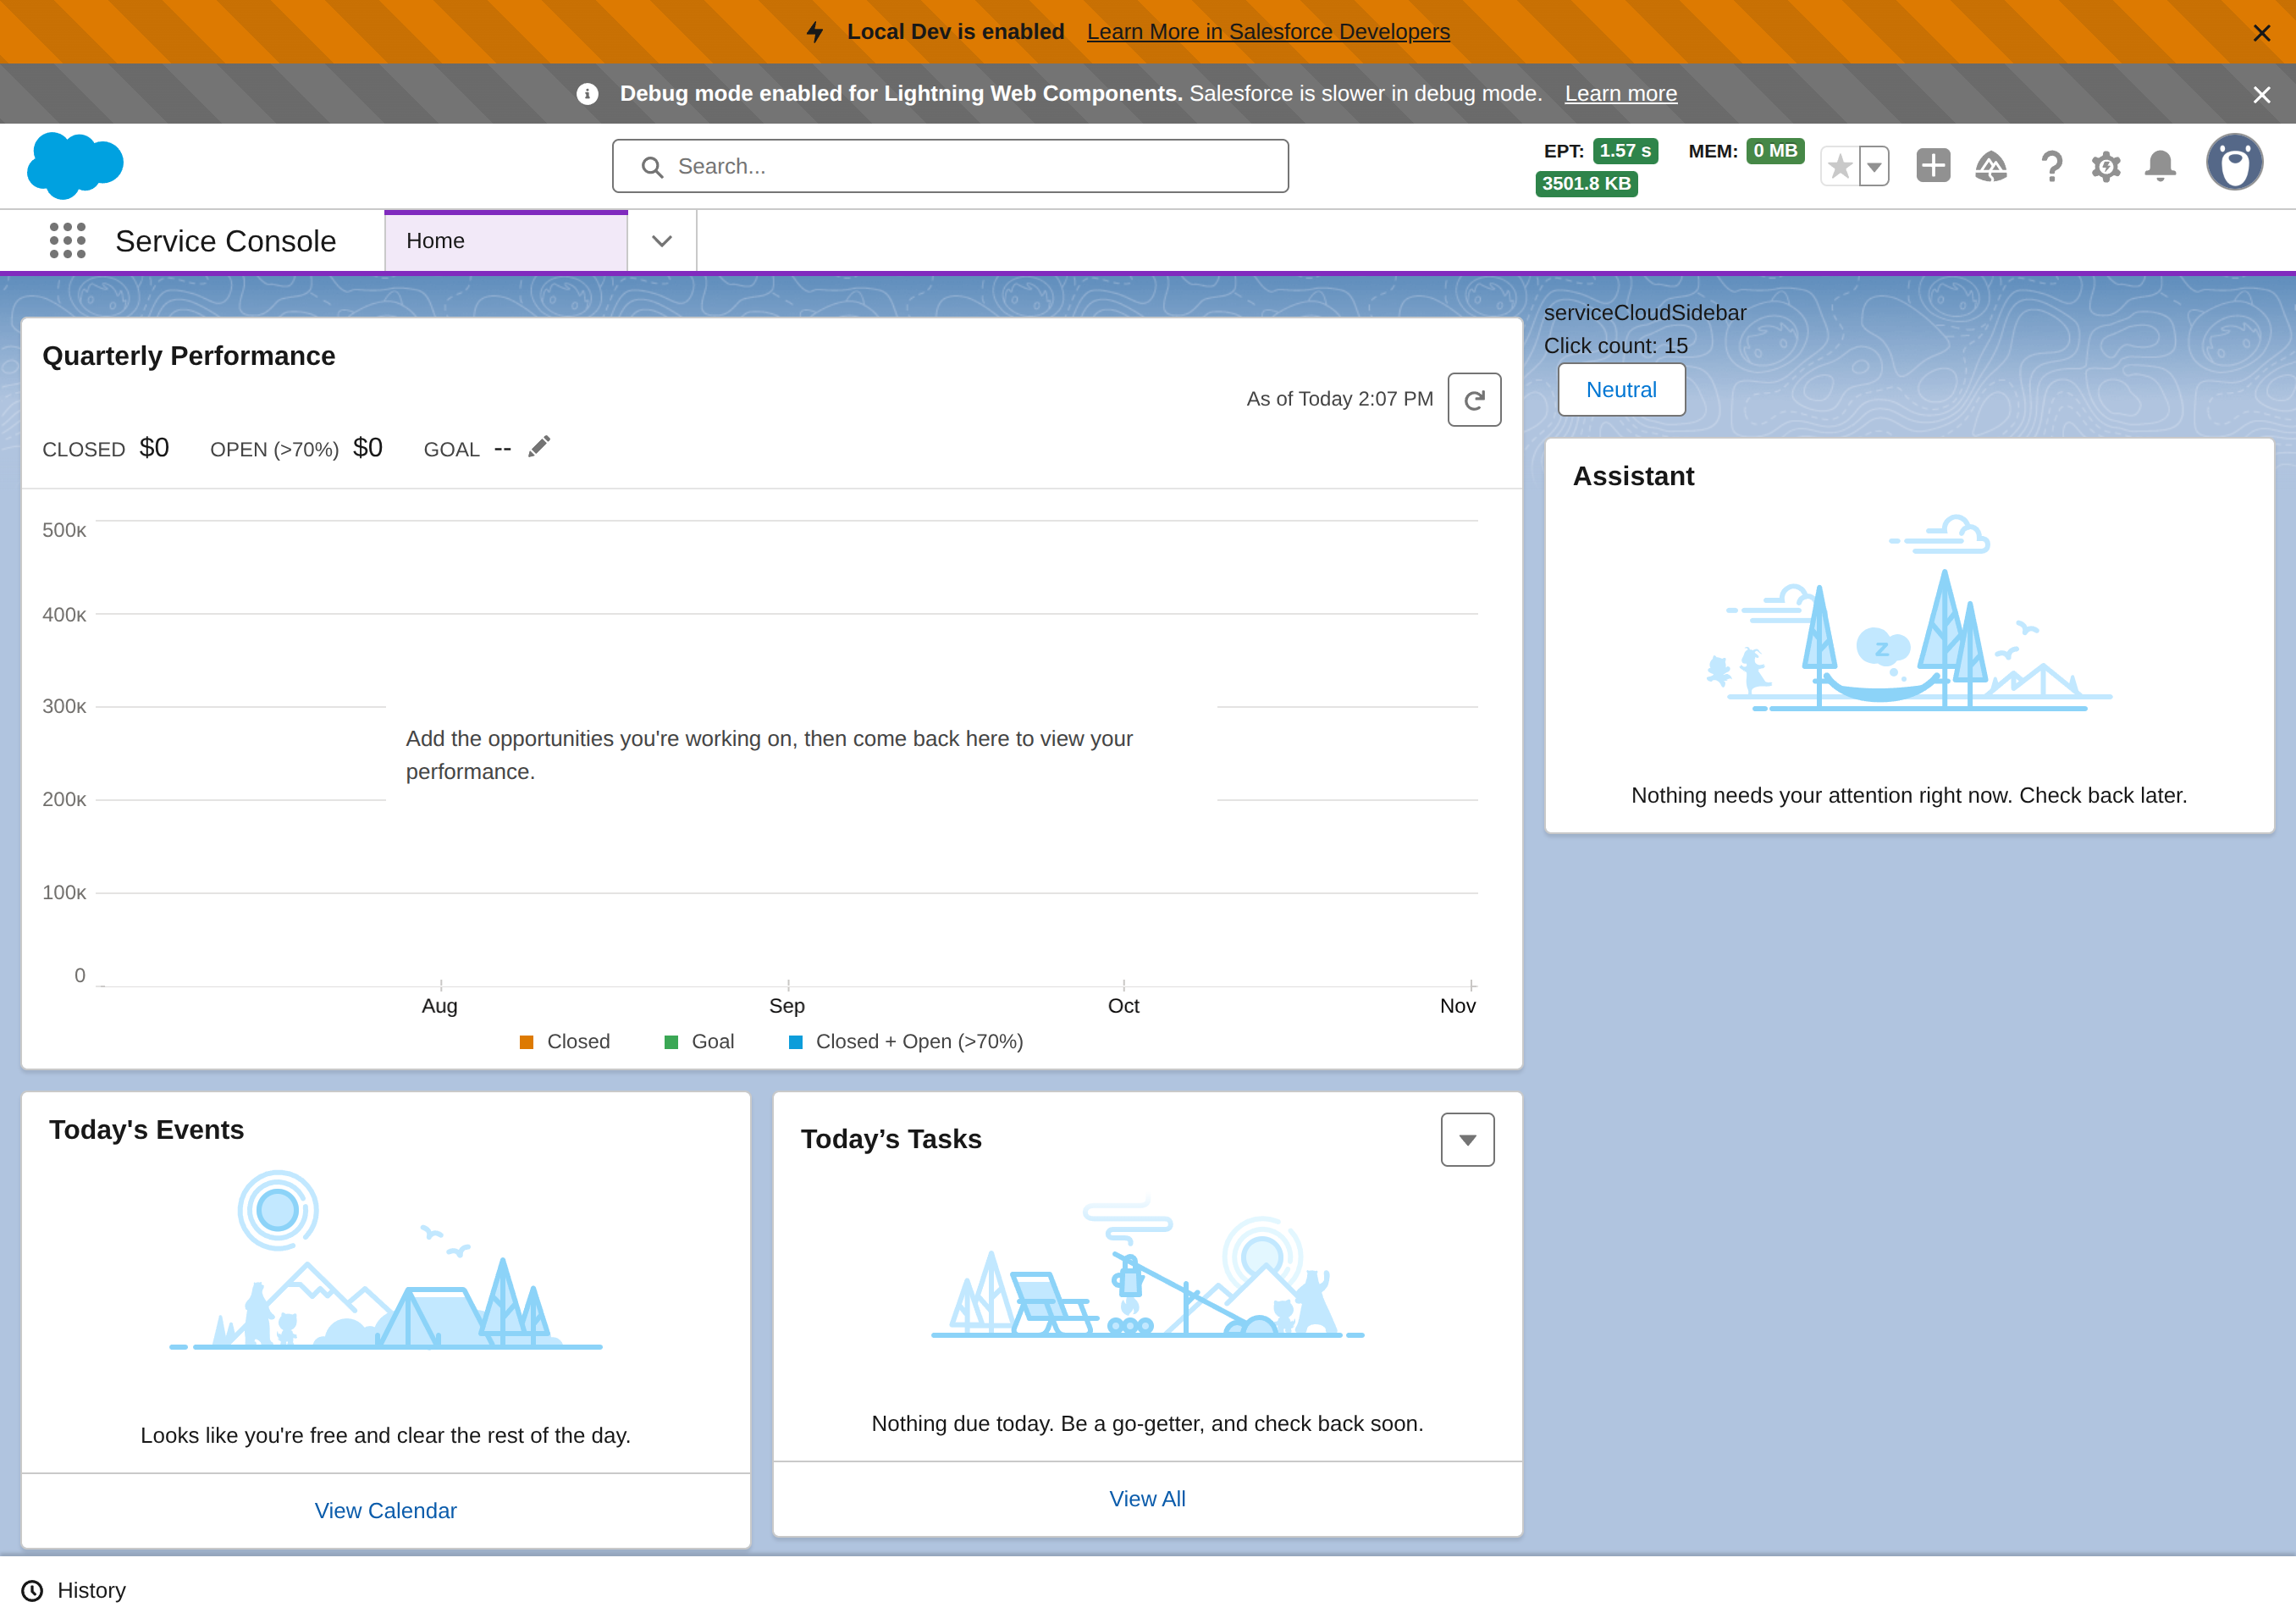 Local Dev is enabled Learn More in Salesforce Developers
Debug mode enabled for Lightning Web Components. Salesforce is slower in debug mode. Learn more
Search...
EPT: 1.57 s MEM: 0 MB
3501.8 KB
Service Console
Home
serviceCloudSidebar
Click count: 15
Neutral
Quarterly Performance
As of Today 2:07 PM
CLOSED $0 OPEN (>70%) $0 GOAL --
500K
400K
300K
Add the opportunities you're working on, then come back here to view your
performance.
200K
100K
0
Aug Sep Oct Nov
Closed Goal Closed + Open (>70%)
Assistant
z
Nothing needs your attention right now. Check back later.
Today's Events
Looks like you're free and clear the rest of the day.
View Calendar
Today’s Tasks
Nothing due today. Be a go-getter, and check back soon.
View All
History